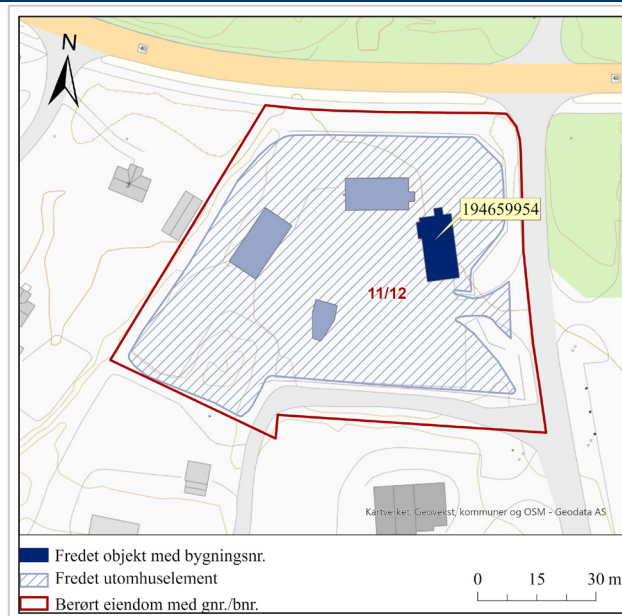 N
40
40
194659954
11/12
Kartverket, Geovekst, kommuner og OSM - Geodata AS
Fredet objekt med bygningsnr.
Fredet utomhuselement
Berørt eiendom med gnr./bnr.
0 15 30 m